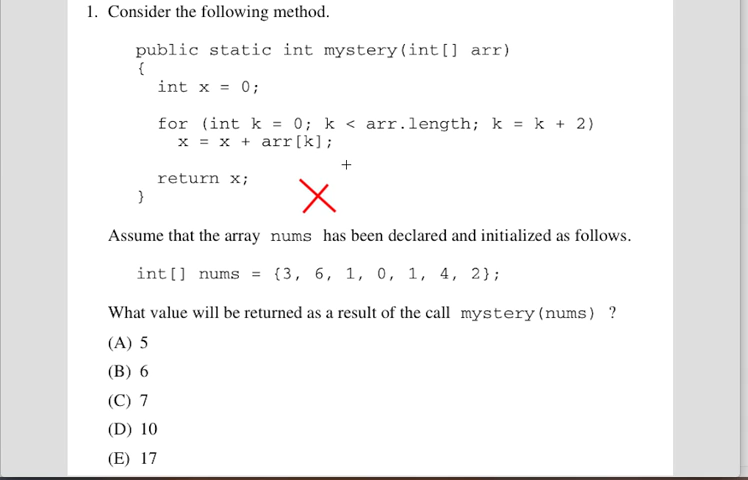 1. Consider the following method.
public static int mystery(int[] arr)
{
int x = 0;
for (int k = 0; k < arr.length; k = k + 2)
x = x + arr[k];
return x;
}
Assume that the array nums has been declared and initialized as follows.
int[] nums = {3, 6, 1, 0, 1, 4, 2};
What value will be returned as a result of the call mystery(nums) ?
(A) 5
(B) 6
(C) 7
(D) 10
(E) 17